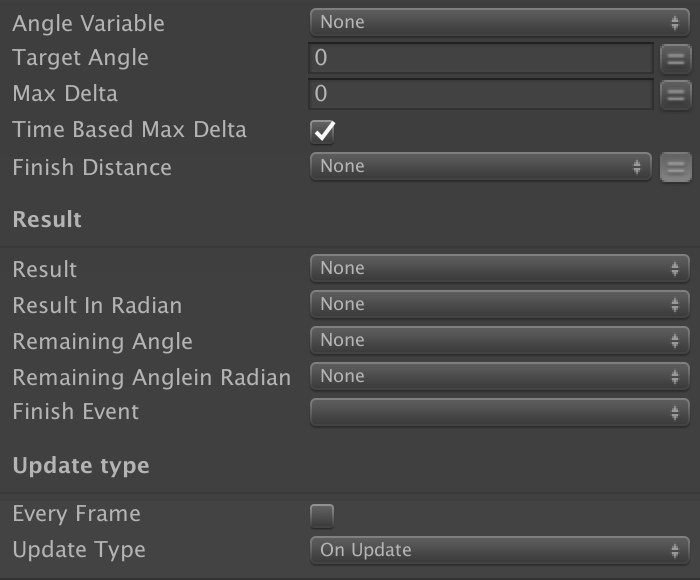 Angle Variable None
Target Angle 0
Max Delta 0
Time Based Max Delta
Finish Distance None
Result
Result None
Result In Radian None
Remaining Angle None
Remaining Anglein Radian None
Finish Event
Update type
Every Frame
Update Type On Update